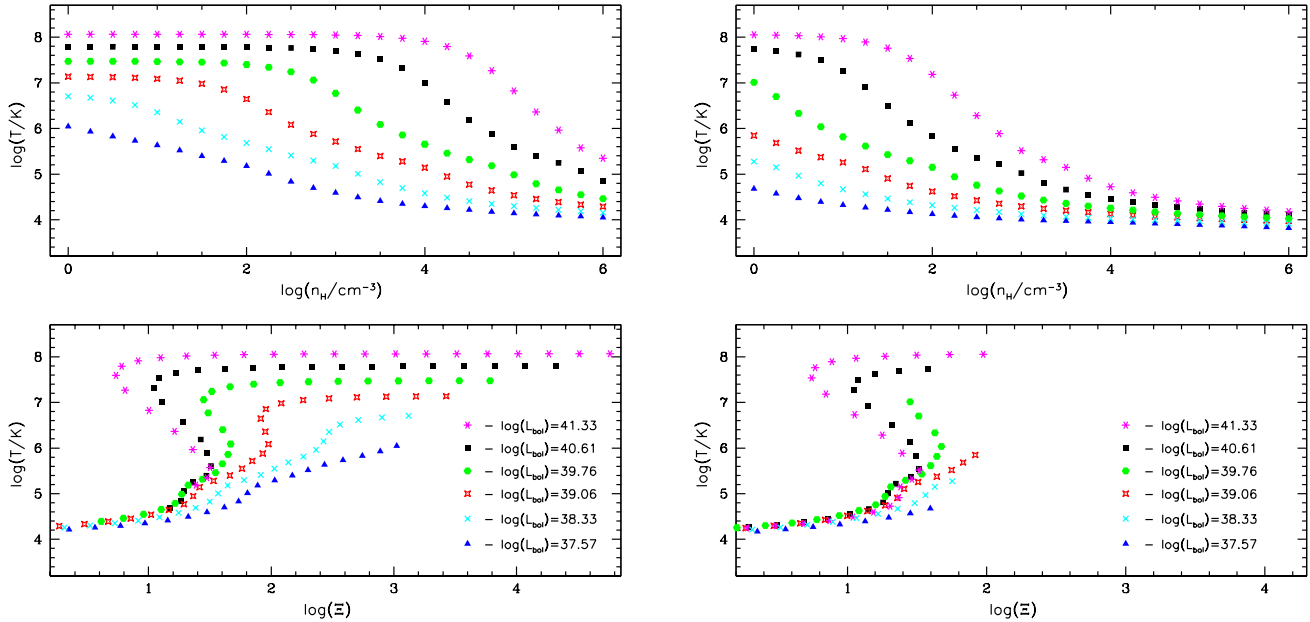 8
7
6
5
4
log(T/K)
0 2 4 6
log(n_H/cm⁻³)
8
7
6
5
4
log(T/K)
0 2 4 6
log(n_H/cm⁻³)
8
7
6
5
4
log(T/K)
– log(L_bol)=41.33
– log(L_bol)=40.61
– log(L_bol)=39.76
– log(L_bol)=39.06
– log(L_bol)=38.33
– log(L_bol)=37.57
1 2 3 4
log(Ξ)
8
7
6
5
4
log(T/K)
– log(L_bol)=41.33
– log(L_bol)=40.61
– log(L_bol)=39.76
– log(L_bol)=39.06
– log(L_bol)=38.33
– log(L_bol)=37.57
1 2 3 4
log(Ξ)